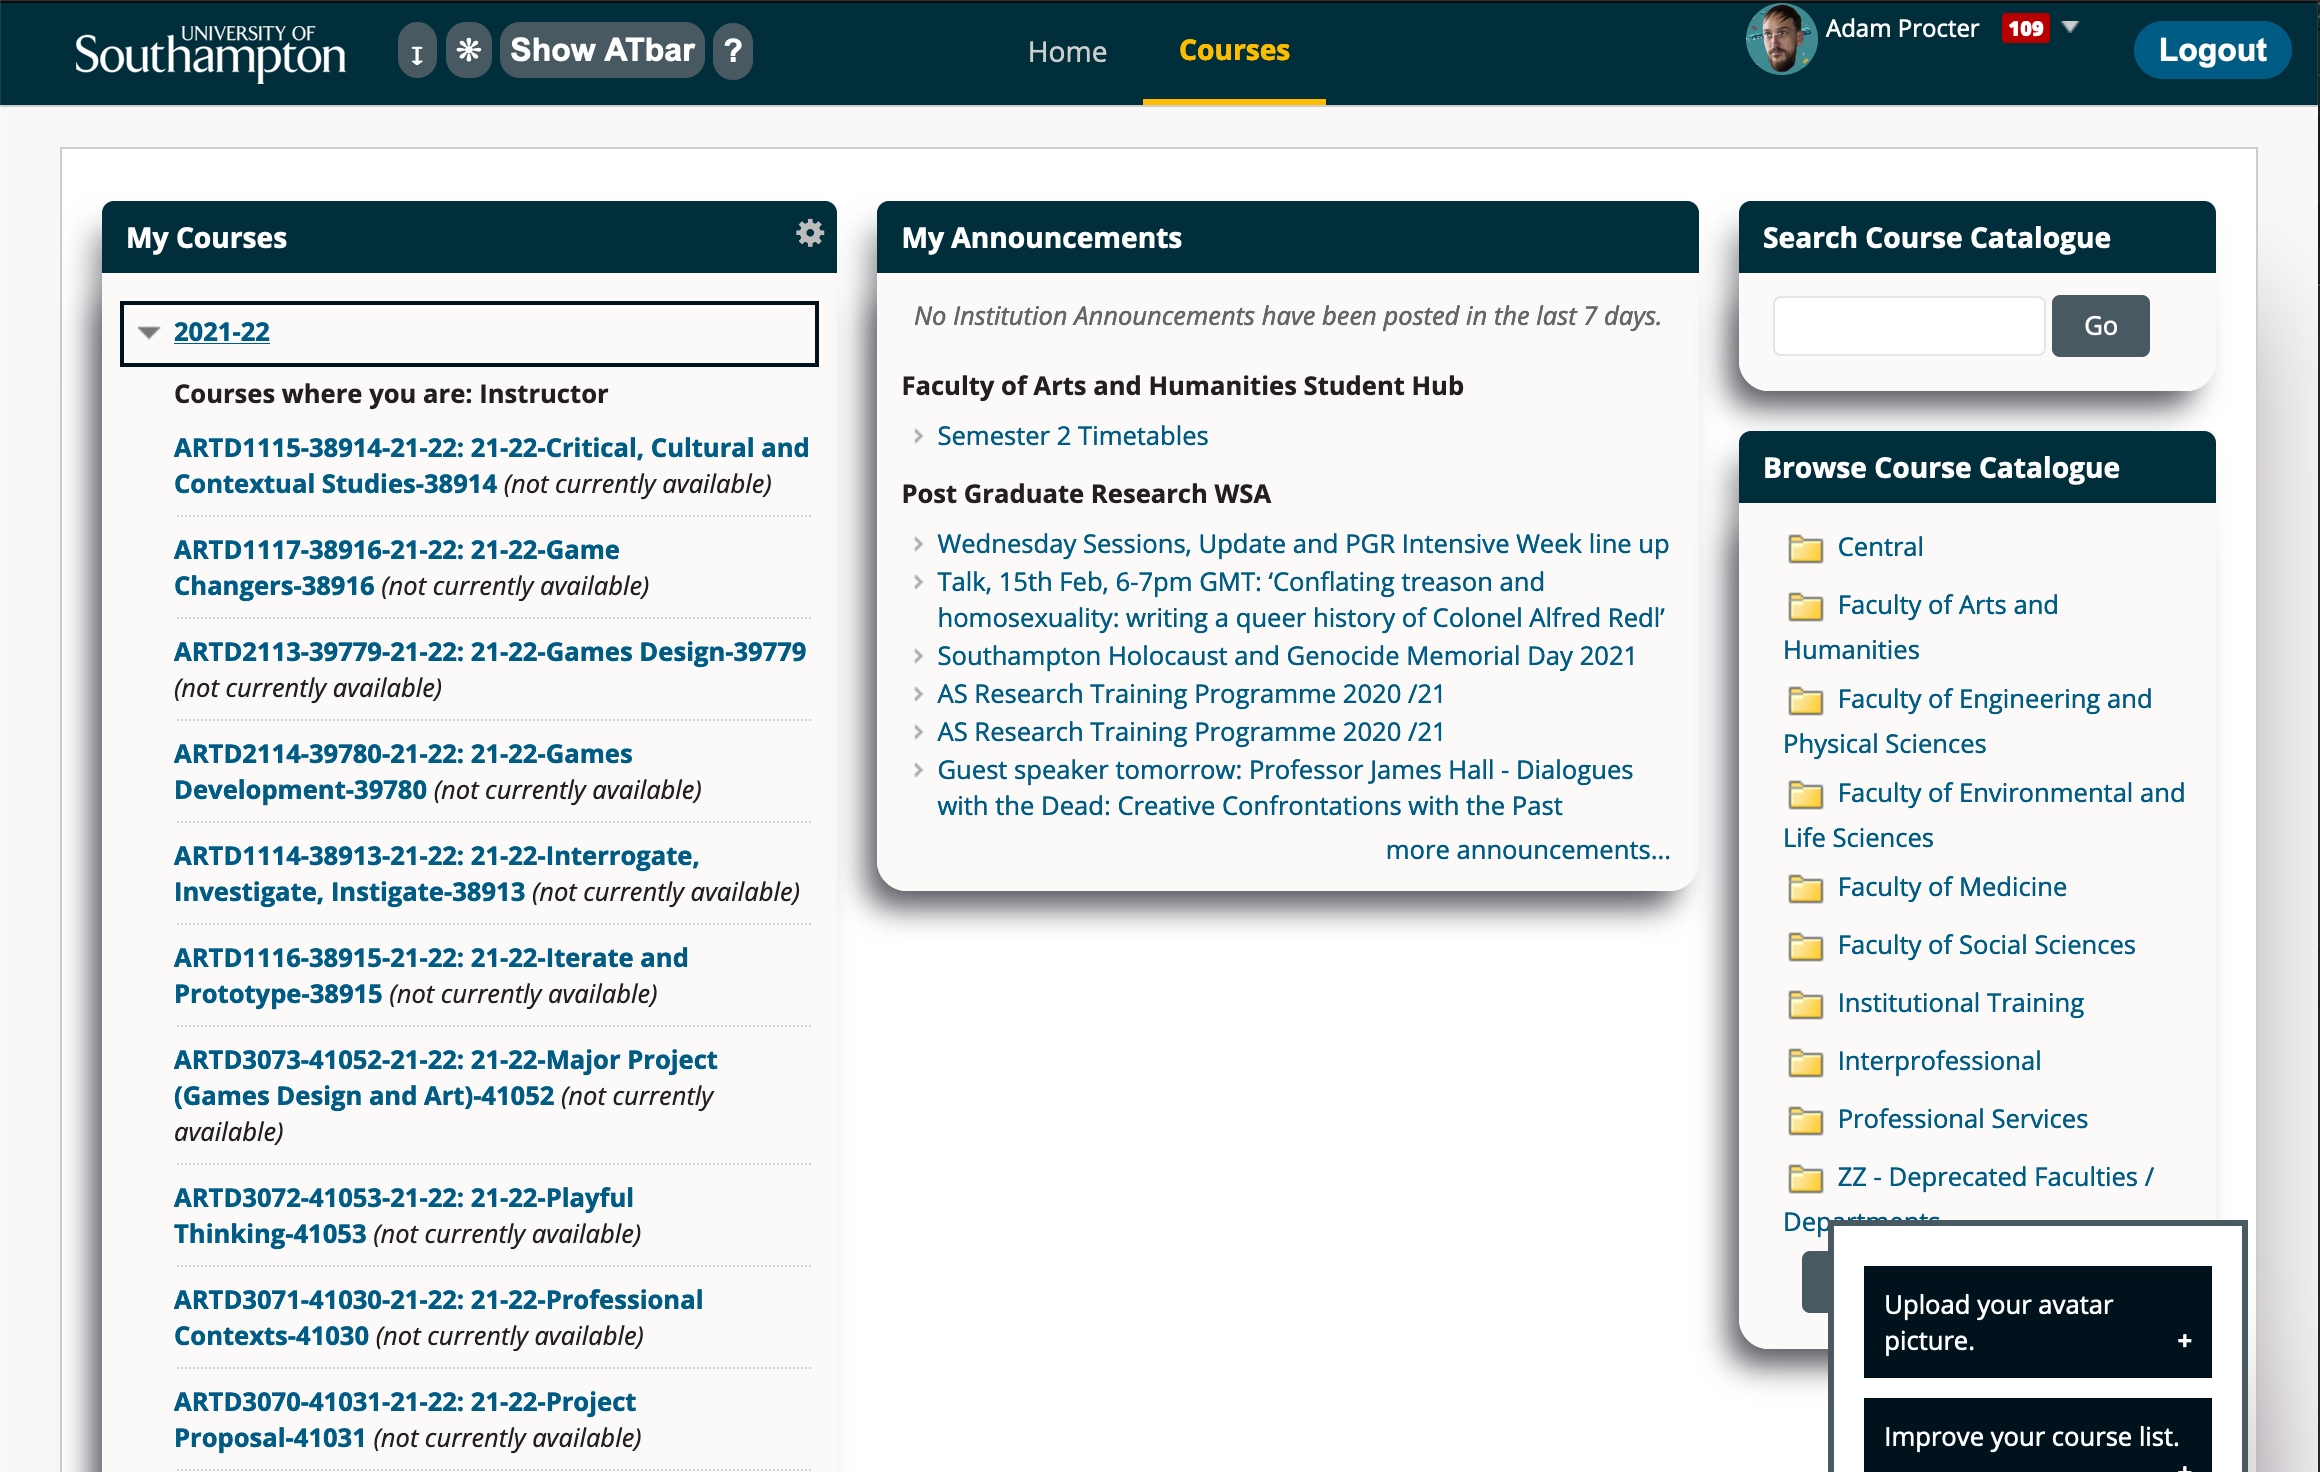 UNIVERSITY OF
Southampton
Show ATbar
?
Home
Courses
Adam Procter
109
Logout
My Courses
2021-22
Courses where you are: Instructor
ARTD1115-38914-21-22: 21-22-Critical, Cultural and
Contextual Studies-38914 (not currently available)
ARTD1117-38916-21-22: 21-22-Game
Changers-38916 (not currently available)
ARTD2113-39779-21-22: 21-22-Games Design-39779
(not currently available)
ARTD2114-39780-21-22: 21-22-Games
Development-39780 (not currently available)
ARTD1114-38913-21-22: 21-22-Interrogate,
Investigate, Instigate-38913 (not currently available)
ARTD1116-38915-21-22: 21-22-Iterate and
Prototype-38915 (not currently available)
ARTD3073-41052-21-22: 21-22-Major Project
(Games Design and Art)-41052 (not currently
available)
ARTD3072-41053-21-22: 21-22-Playful
Thinking-41053 (not currently available)
ARTD3071-41030-21-22: 21-22-Professional
Contexts-41030 (not currently available)
ARTD3070-41031-21-22: 21-22-Project
Proposal-41031 (not currently available)
My Announcements
No Institution Announcements have been posted in the last 7 days.
Faculty of Arts and Humanities Student Hub
Semester 2 Timetables
Post Graduate Research WSA
Wednesday Sessions, Update and PGR Intensive Week line up
Talk, 15th Feb, 6-7pm GMT: ‘Conflating treason and
homosexuality: writing a queer history of Colonel Alfred Redl’
Southampton Holocaust and Genocide Memorial Day 2021
AS Research Training Programme 2020 /21
AS Research Training Programme 2020 /21
Guest speaker tomorrow: Professor James Hall - Dialogues
with the Dead: Creative Confrontations with the Past
more announcements...
Search Course Catalogue
Go
Browse Course Catalogue
Central
Faculty of Arts and
Humanities
Faculty of Engineering and
Physical Sciences
Faculty of Environmental and
Life Sciences
Faculty of Medicine
Faculty of Social Sciences
Institutional Training
Interprofessional
Professional Services
ZZ - Deprecated Faculties /
Departments
Upload your avatar
picture. +
Improve your course list.
+